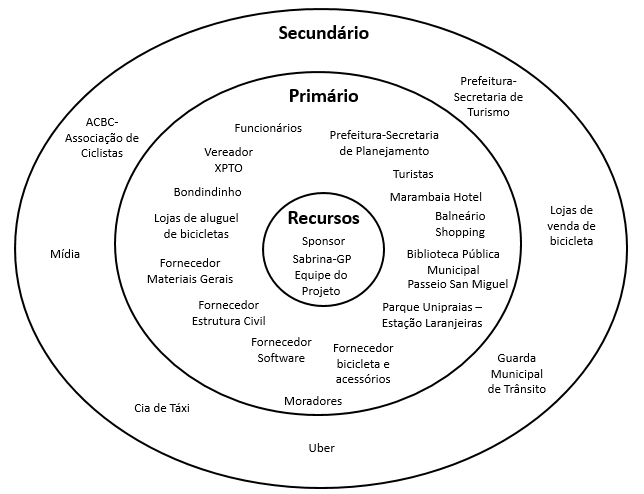 Secundário
Prefeitura-
Secretaria de
Turismo
ACBC-
Associação de
Ciclistas
Lojas de
venda de
bicicleta
Mídia
Guarda
Municipal
de Trânsito
Cia de Táxi
Uber
Primário
Funcionários
Prefeitura-Secretaria
de Planejamento
Vereador
XPTO
Turistas
Bondindinho
Marambaia Hotel
Lojas de aluguel
de bicicletas
Balneário
Shopping
Fornecedor
Materiais Gerais
Biblioteca Pública
Municipal
Passeio San Miguel
Fornecedor
Estrutura Civil
Parque Unipraias –
Estação Laranjeiras
Fornecedor
Software
Fornecedor
bicicleta e
acessórios
Moradores
Recursos
Sponsor
Sabrina-GP
Equipe do
Projeto